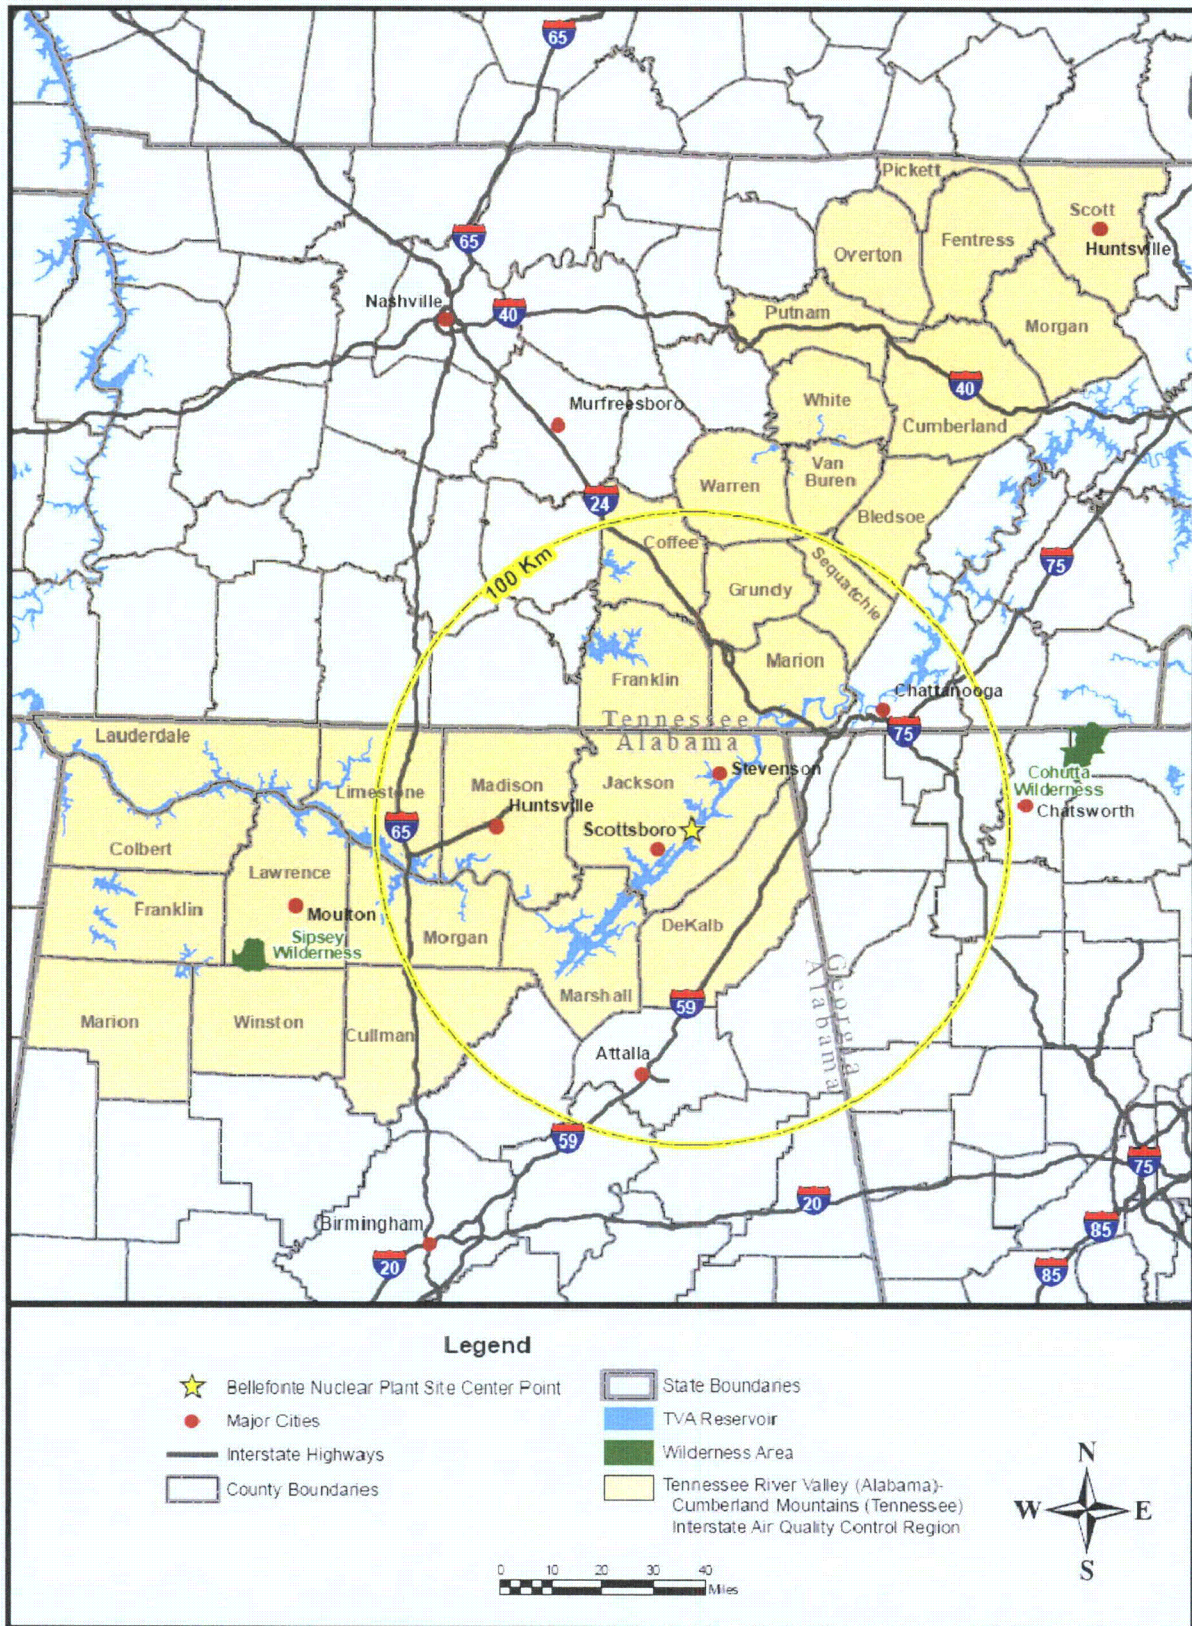 65
Pickett
Scott
Huntsville
65
Fentress
Overton
Nashville
40
Putnam
Morgan
40
White
Murfreesboro
Cumberland
Van
Buren
Warren
24
Bledsoe
Coffee
100 Km
Sequatchie
75
Grundy
Marion
Franklin
Chattanooga
Tennessee
75
Lauderdale
Alabama
Stevenson
Cohutta
Wilderness
Madison
Jackson
Limestone
Huntsville
Chatsworth
65
Scottsboro
Colbert
Lawrence
Franklin
Moulton
DeKalb
Morgan
Sipsey
Wilderness
Georgia
Alabama
Marshall
59
Marion
Winston
Cullman
Attalla
59
75
20
Birmingham
85
20
85
Legend
Bellefonte Nuclear Plant Site Center Point
Major Cities
Interstate Highways
County Boundaries
State Boundaries
TVA Reservoir
Wilderness Area
Tennessee River Valley (Alabama)-
Cumberland Mountains (Tennessee)
Interstate Air Quality Control Region
N
W E
S
0 10 20 30 40
Miles